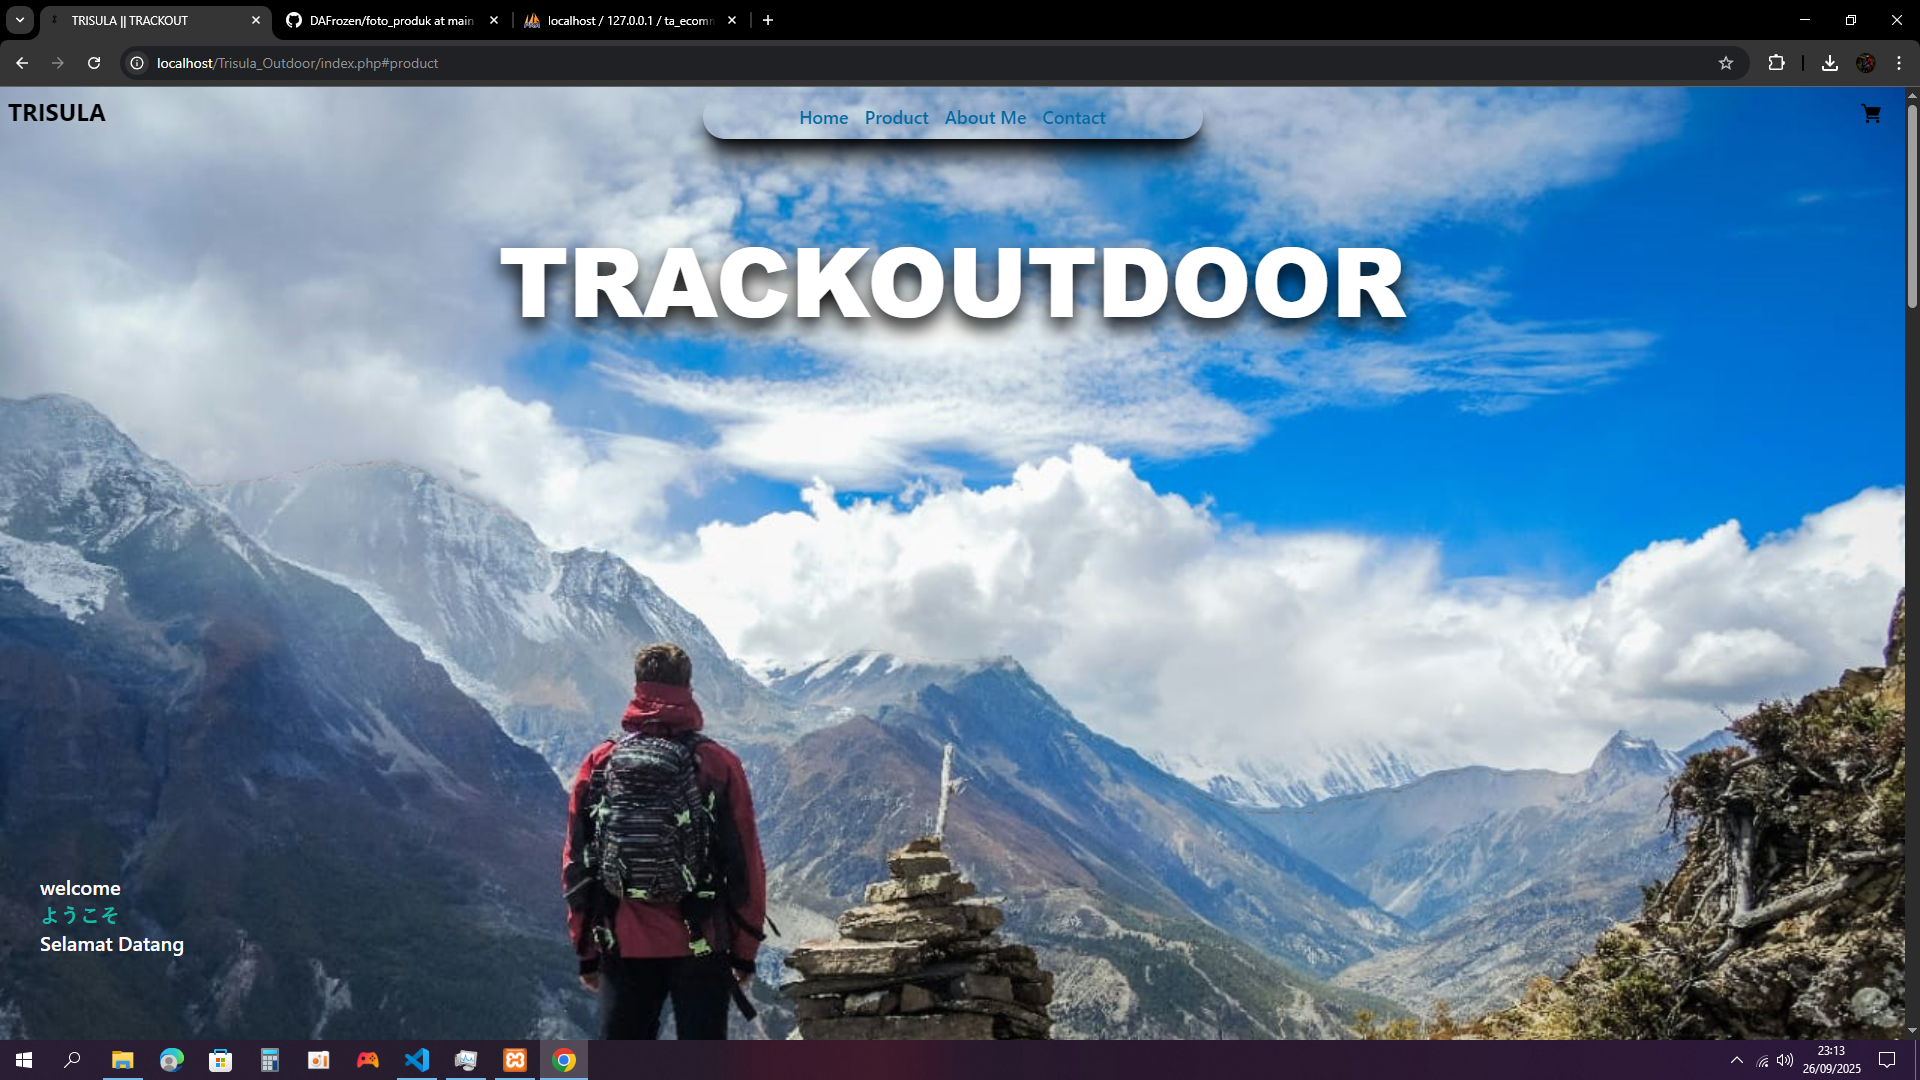 TRISULA || TRACKOUT
DAFrozen/foto_produk at main
localhost / 127.0.0.1 / ta_ecomm
localhost/Trisula_Outdoor/index.php#product
TRISULA
Home Product About Me Contact
TRACKOUTDOOR
welcome
ようこそ
Selamat Datang
23:13
26/09/2025